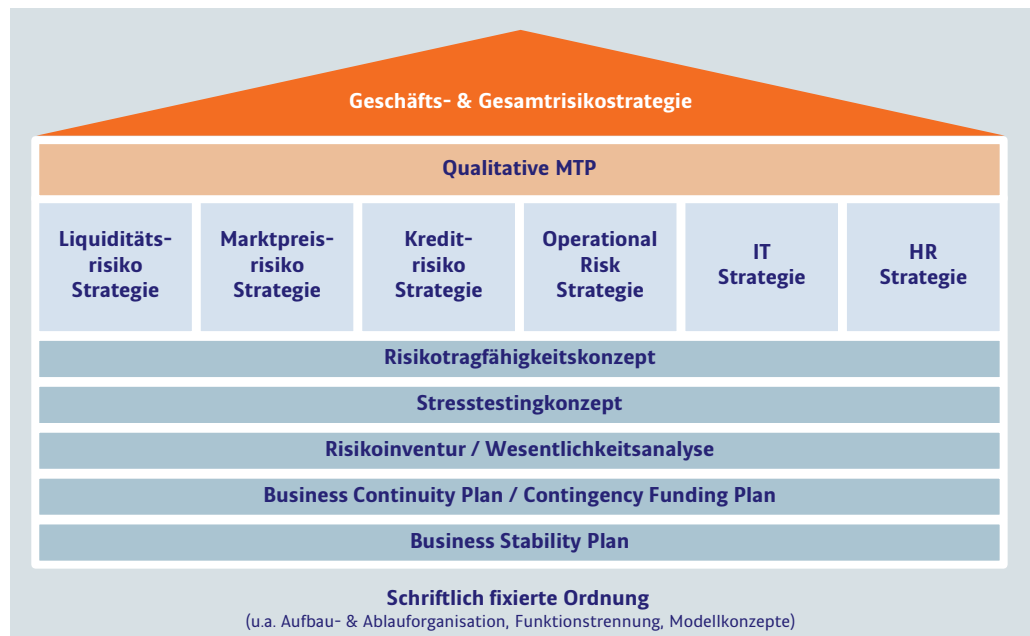 Geschäfts- & Gesamtrisikostrategie
Qualitative MTP
Liquiditäts-
risiko
Strategie
Marktpreis-
risiko
Strategie
Kredit-
risiko
Strategie
Operational
Risk
Strategie
IT
Strategie
HR
Strategie
Risikotragfähigkeitskonzept
Stresstestingkonzept
Risikoinventur / Wesentlichkeitsanalyse
Business Continuity Plan / Contingency Funding Plan
Business Stability Plan
Schriftlich fixierte Ordnung
(u.a. Aufbau- & Ablauforganisation, Funktionstrennung, Modellkonzepte)